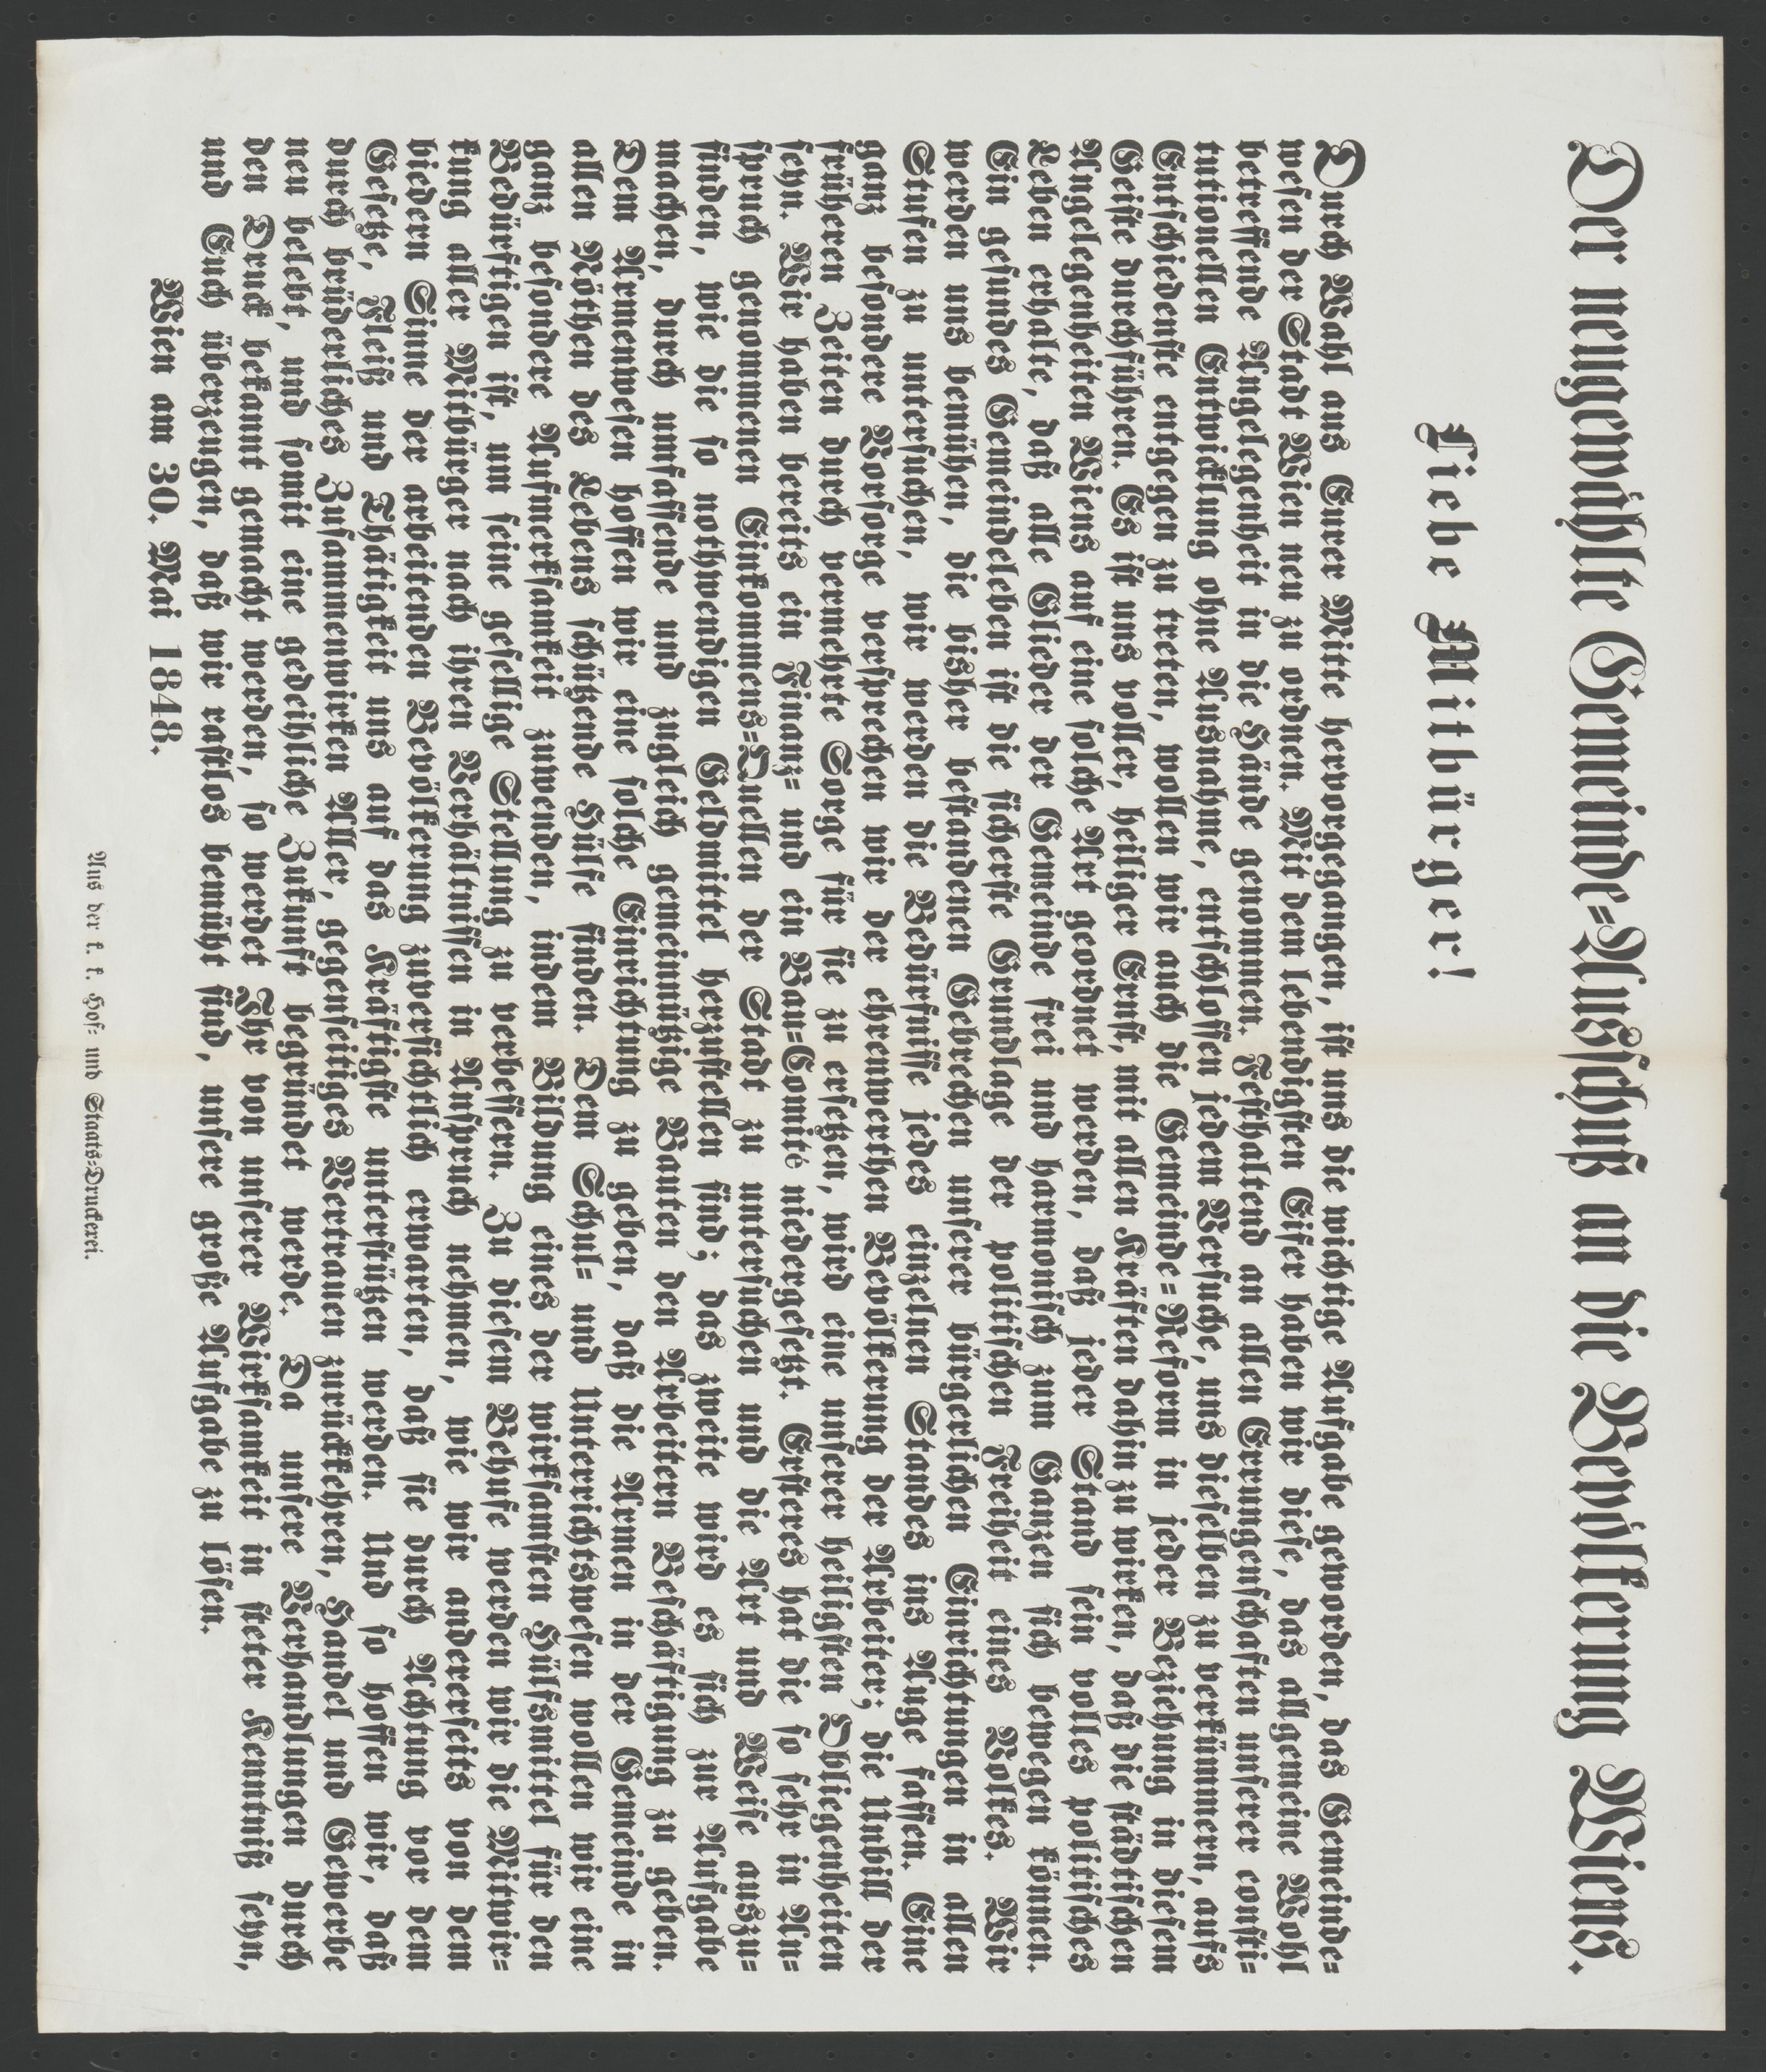 Der neugewählte Gemeinde-Ausschuß an die Bevölkerung Wiens.
Liebe Mitbürger!
Durch Wahl aus Eurer Mitte hervorgegangen, ist uns die wichtige Aufgabe geworden, das Gemeinde-
wesen der Stadt Wien neu zu ordnen. Mit dem lebendigsten Eifer haben wir diese, das allgemeine Wohl
betreffende Angelegenheit in die Hände genommen. Festhaltend an allen Errungenschaften unserer consti-
tutionellen Entwicklung ohne Ausnahme, entschlossen jedem Versuche, uns dieselben zu verkümmern, aufs
Entschiedenste entgegen zu treten, wollen wir auch die Gemeinde-Reform in jeder Beziehung in diesem
Geiste durchführen. Es ist uns voller, heiliger Ernst, mit allen Kräften dahin zu wirken, daß die städtischen
Angelegenheiten Wiens auf eine solche Art geordnet werden, daß jeder Stand sein volles politisches
Leben erhalte, daß alle Glieder der Gemeinde frei und harmonisch zum Ganzen sich bewegen können.
Ein gesundes Gemeindeleben ist die sicherste Grundlage der politischen Freiheit eines Volkes. Wir
werden uns bemühen, die bisher bestandenen Gebrechen unserer bürgerlichen Einrichtungen in allen
Stufen zu untersuchen, wir werden die Bedürfnisse jedes einzelnen Standes ins Auge fassen. Eine
ganz besondere Vorsorge versprechen wir der ehrenwerthen Bevölkerung der Arbeiter; die Unbill der
früheren Zeiten durch vermehrte Sorge für sie zu ersetzen, wird eine unserer heiligsten Obliegenheiten
seyn. Wir haben bereits ein Finanz- und ein Bau-Comité niedergesetzt. Ersteres hat die so sehr in An-
spruch genommenen Einkommens-Quellen der Stadt zu untersuchen und die Art und Weise auszu-
finden, wie die so nothwendigen Geldmittel herzustellen sind; das zweite wird es sich zur Aufgabe
machen, durch umfassende und zugleich gemeinnützige Bauten den Arbeitern Beschäftigung zu geben.
Dem Armenwesen hoffen wir eine solche Einrichtung zu geben, daß die Armen in der Gemeinde in
allen Nöthen des Lebens schützende Hülfe finden. Dem Schul- und Unterrichtswesen wollen wir eine
ganz besondere Aufmerksamkeit zuwenden, indem Bildung eines der wirksamsten Hülfsmittel für den
Bedürftigen ist, um seine gesellige Stellung zu verbessern. Zu diesem Behufe werden wir die Mitwir-
kung aller Mitbürger nach ihren Verhältnissen in Anspruch nehmen, wie wir andererseits von dem
biedern Sinne der arbeitenden Bevölkerung zuversichtlich erwarten, daß sie durch Achtung vor dem
Gesetze, Fleiß und Thätigkeit uns auf das Kräftigste unterstützen werden. Und so hoffen wir, daß
durch brüderliches Zusammenwirken Aller, gegenseitiges Vertrauen zurückkehren, Handel und Gewerbe
neu belebt, und somit eine gedeihliche Zukunft begründet werde. Da unsere Verhandlungen durch
den Druck bekannt gemacht werden, so werdet Ihr von unserer Wirksamkeit in steter Kenntniß seyn,
und Euch überzeugen, daß wir rastlos bemüht sind, unsere große Aufgabe zu lösen.
Wien am 30. Mai 1848.
Aus der k. k. Hof- und Staats-Druckerei.